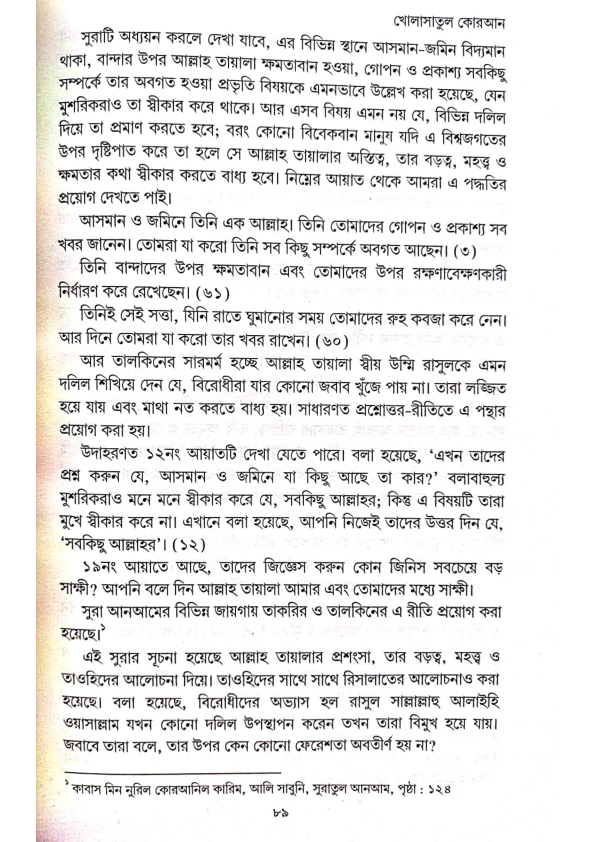 খোলাসাতুল কোরআন
সুরাটি অধ্যয়ন করলে দেখা যাবে, এর বিভিন্ন স্থানে আসমান-জমিন বিদ্যমান
থাকা, বান্দার উপর আল্লাহ তায়ালা ক্ষমতাবান হওয়া, গোপন ও প্রকাশ্য সবকিছু
সম্পর্কে তার অবগত হওয়া প্রভৃতি বিষয়কে এমনভাবে উল্লেখ করা হয়েছে, যেন
মুশরিকরাও তা স্বীকার করে থাকে। আর এসব বিষয় এমন নয় যে, বিভিন্ন দলিল
দিয়ে তা প্রমাণ করতে হবে; বরং কোনো বিবেকবান মানুষ যদি এ বিশ্বজগতের
উপর দৃষ্টিপাত করে তা হলে সে আল্লাহ তায়ালার অস্তিত্ব, তার বড়ত্ব, মহত্ত্ব ও
ক্ষমতার কথা স্বীকার করতে বাধ্য হবে। নিম্নের আয়াত থেকে আমরা এ পদ্ধতির
প্রয়োগ দেখতে পাই।
আসমান ও জমিনে তিনি এক আল্লাহ। তিনি তোমাদের গোপন ও প্রকাশ্য সব
খবর জানেন। তোমরা যা করো তিনি সব কিছু সম্পর্কে অবগত আছেন। (৩)
তিনি বান্দাদের উপর ক্ষমতাবান এবং তোমাদের উপর রক্ষণাবেক্ষণকারী
নির্ধারণ করে রেখেছেন। (৬১)
তিনিই সেই সত্তা, যিনি রাতে ঘুমানোর সময় তোমাদের রুহ কবজা করে নেন।
আর দিনে তোমরা যা করো তার খবর রাখেন। (৬০)
আর তালকিনের সারমর্ম হচ্ছে আল্লাহ তায়ালা স্বীয় উম্মি রাসুলকে এমন
দলিল শিখিয়ে দেন যে, বিরোধীরা যার কোনো জবাব খুঁজে পায় না। তারা লজ্জিত
হয়ে যায় এবং মাথা নত করতে বাধ্য হয়। সাধারণত প্রশ্নোত্তর-রীতিতে এ পন্থার
প্রয়োগ করা হয়।
উদাহরণত ১২নং আয়াতটি দেখা যেতে পারে। বলা হয়েছে, ‘এখন তাদের
প্রশ্ন করুন যে, আসমান ও জমিনে যা কিছু আছে তা কার?’ বলাবাহুল্য
মুশরিকরাও মনে মনে স্বীকার করে যে, সবকিছু আল্লাহর; কিন্তু এ বিষয়টি তারা
মুখে স্বীকার করে না। এখানে বলা হয়েছে, আপনি নিজেই তাদের উত্তর দিন যে,
‘সবকিছু আল্লাহর’। (১২)
১৯নং আয়াতে আছে, তাদের জিজ্ঞেস করুন কোন জিনিস সবচেয়ে বড়
সাক্ষী? আপনি বলে দিন আল্লাহ তায়ালা আমার এবং তোমাদের মধ্যে সাক্ষী।
সুরা আনআমের বিভিন্ন জায়গায় তাকরির ও তালকিনের এ রীতি প্রয়োগ করা
হয়েছে।১
এই সুরার সূচনা হয়েছে আল্লাহ তায়ালার প্রশংসা, তার বড়ত্ব, মহত্ত্ব ও
তাওহিদের আলোচনা দিয়ে। তাওহিদের সাথে সাথে রিসালাতের আলোচনাও করা
হয়েছে। বলা হয়েছে, বিরোধীদের অভ্যাস হল রাসুল সাল্লাল্লাহু আলাইহি
ওয়াসাল্লাম যখন কোনো দলিল উপস্থাপন করেন তখন তারা বিমুখ হয়ে যায়।
জবাবে তারা বলে, তার উপর কেন কোনো ফেরেশতা অবতীর্ণ হয় না?
১ কাবাস মিন নুরিল কোরআনিল কারিম, আলি সাবুনি, সুরাতুল আনআম, পৃষ্ঠা : ১২৪
৮৯